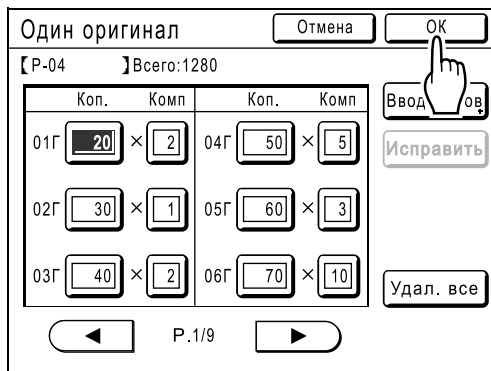 Один оригинал Отмена ОК
【P-04 】Всего:1280
Коп. Комп Коп. Комп
01Г 20 × 2 04Г 50 × 5
02Г 30 × 1 05Г 60 × 3
Исправить
03Г 40 × 2 06Г 70 × 10
Удал. все
◄ P.1/9 ►